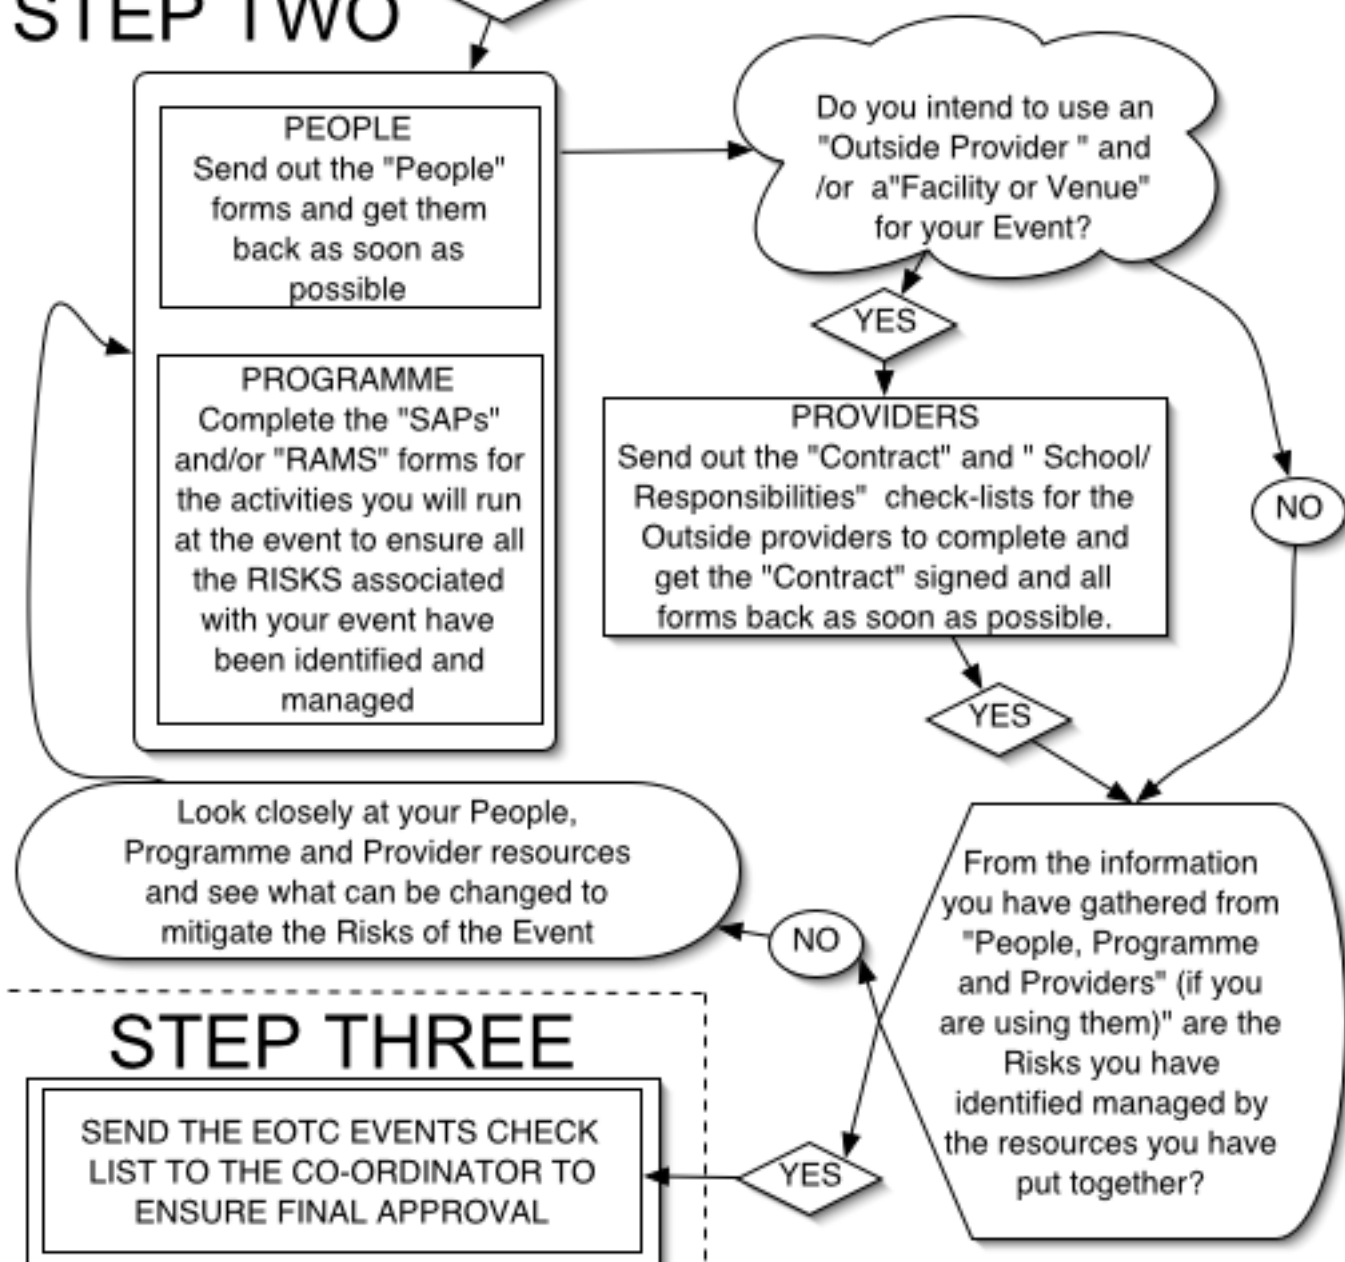 STEP TWO
PEOPLE
Send out the "People"
forms and get them
back as soon as
possible
PROGRAMME
Complete the "SAPs"
and/or "RAMS" forms for
the activities you will run
at the event to ensure all
the RISKS associated
with your event have
been identified and
managed
Do you intend to use an
"Outside Provider " and
/or  a"Facility or Venue"
for your Event?
YES
NO
PROVIDERS
Send out the "Contract" and " School/
Responsibilities"  check-lists for the
Outside providers to complete and
get the "Contract" signed and all
forms back as soon as possible.
YES
From the information
you have gathered from
"People, Programme
and Providers" (if you
are using them)" are the
Risks you have
identified managed by
the resources you have
put together?
NO
Look closely at your People,
Programme and Provider resources
and see what can be changed to
mitigate the Risks of the Event
YES
STEP THREE
SEND THE EOTC EVENTS CHECK
LIST TO THE CO-ORDINATOR TO
ENSURE FINAL APPROVAL